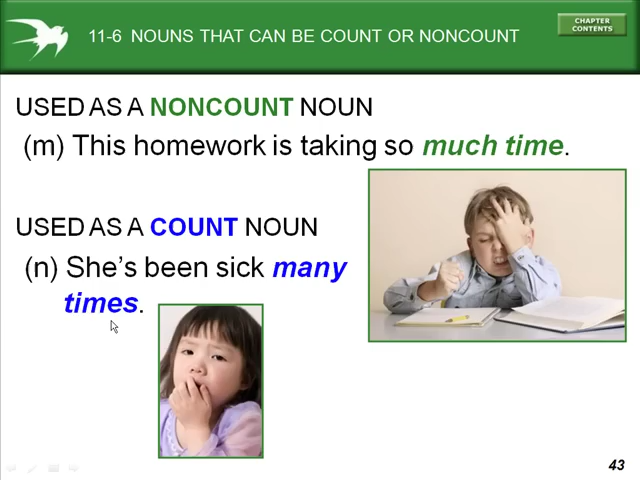 11-6 NOUNS THAT CAN BE COUNT OR NONCOUNT
CHAPTER
CONTENTS
USED AS A NONCOUNT NOUN
(m) This homework is taking so much time.
USED AS A COUNT NOUN
(n) She’s been sick many
times.
43